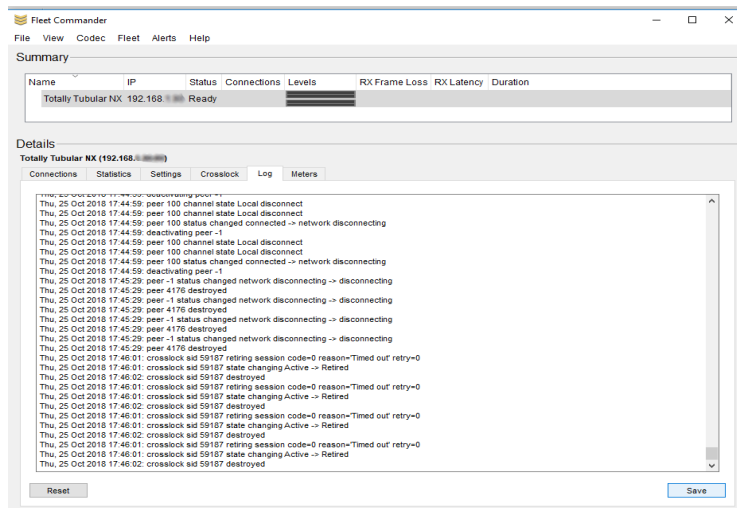 Fleet Commander
File View Codec Fleet Alerts Help
Summary
Name IP Status Connections Levels RX Frame Loss RX Latency Duration
Totally Tubular NX 192.168. Ready
Details
Totally Tubular NX (192.168.
Connections Statistics Settings Crosslock Log Meters
Thu, 25 Oct 2018 17:44:59: deactivating peer -1
Thu, 25 Oct 2018 17:44:59: peer 100 channel state Local disconnect
Thu, 25 Oct 2018 17:44:59: peer 100 channel state Local disconnect
Thu, 25 Oct 2018 17:44:59: peer 100 status changed connected -> network disconnecting
Thu, 25 Oct 2018 17:44:59: deactivating peer -1
Thu, 25 Oct 2018 17:44:59: peer 100 channel state Local disconnect
Thu, 25 Oct 2018 17:44:59: peer 100 channel state Local disconnect
Thu, 25 Oct 2018 17:44:59: peer 100 status changed connected -> network disconnecting
Thu, 25 Oct 2018 17:44:59: deactivating peer -1
Thu, 25 Oct 2018 17:45:29: peer -1 status changed network disconnecting -> disconnecting
Thu, 25 Oct 2018 17:45:29: peer 4176 destroyed
Thu, 25 Oct 2018 17:45:29: peer -1 status changed network disconnecting -> disconnecting
Thu, 25 Oct 2018 17:45:29: peer 4176 destroyed
Thu, 25 Oct 2018 17:45:29: peer -1 status changed network disconnecting -> disconnecting
Thu, 25 Oct 2018 17:45:29: peer 4176 destroyed
Thu, 25 Oct 2018 17:46:01: crosslock sid 59187 retiring session code=0 reason='Timed out' retry=0
Thu, 25 Oct 2018 17:46:01: crosslock sid 59187 state changing Active -> Retired
Thu, 25 Oct 2018 17:46:02: crosslock sid 59187 destroyed
Thu, 25 Oct 2018 17:46:01: crosslock sid 59187 retiring session code=0 reason='Timed out' retry=0
Thu, 25 Oct 2018 17:46:01: crosslock sid 59187 state changing Active -> Retired
Thu, 25 Oct 2018 17:46:02: crosslock sid 59187 destroyed
Thu, 25 Oct 2018 17:46:01: crosslock sid 59187 retiring session code=0 reason='Timed out' retry=0
Thu, 25 Oct 2018 17:46:01: crosslock sid 59187 state changing Active -> Retired
Thu, 25 Oct 2018 17:46:02: crosslock sid 59187 destroyed
Thu, 25 Oct 2018 17:46:01: crosslock sid 59187 retiring session code=0 reason='Timed out' retry=0
Thu, 25 Oct 2018 17:46:01: crosslock sid 59187 state changing Active -> Retired
Thu, 25 Oct 2018 17:46:02: crosslock sid 59187 destroyed
Reset Save